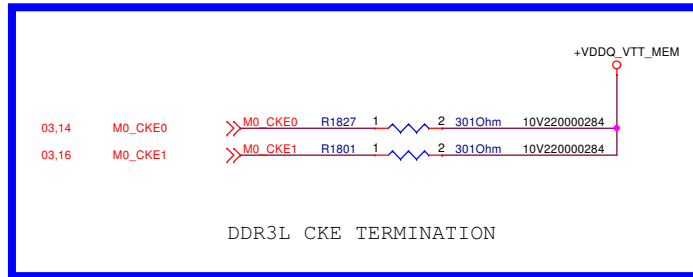 +VDDQ_VTT_MEM
03,14 M0_CKE0 M0_CKE0 R1827 1 2 301Ohm 10V220000284
03,16 M0_CKE1 M0_CKE1 R1801 1 2 301Ohm 10V220000284
DDR3L CKE TERMINATION